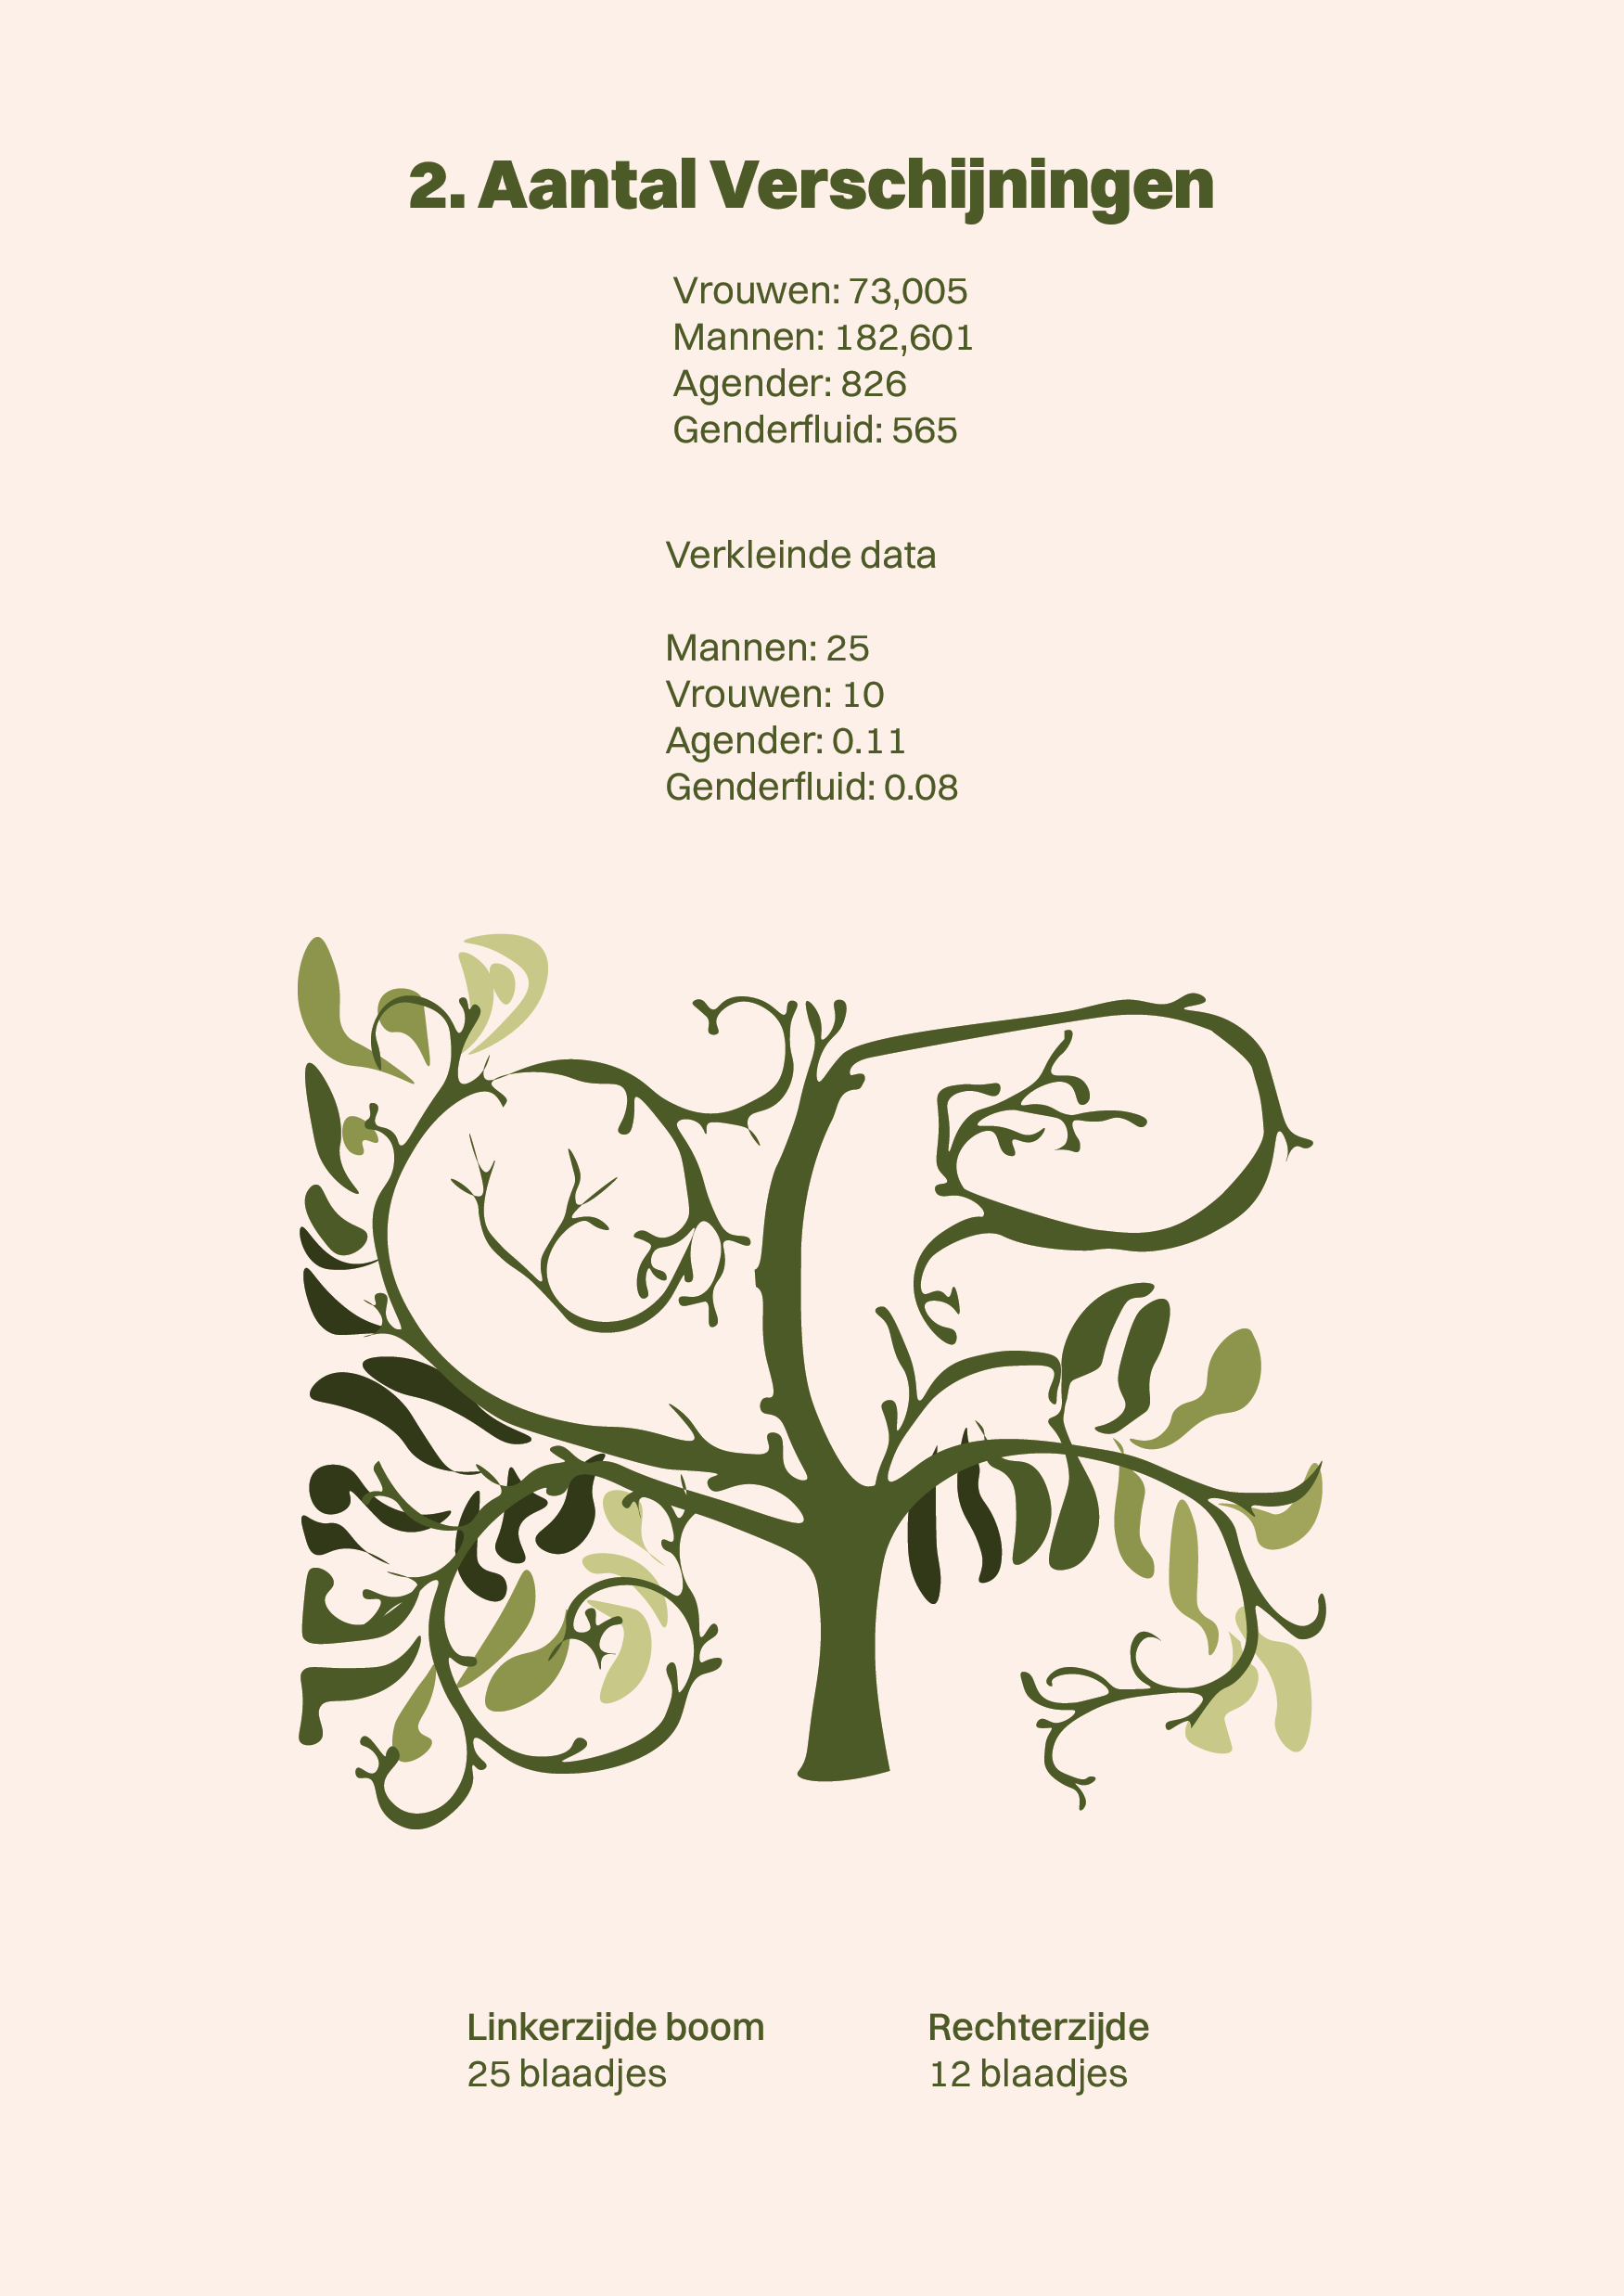 2. Aantal Verschijningen
Vrouwen: 73,005
Mannen: 182,601
Agender: 826
Genderfluid: 565
Verkleinde data
Mannen: 25
Vrouwen: 10
Agender: 0.11
Genderfluid: 0.08
Linkerzijde boom
25 blaadjes
Rechterzijde
12 blaadjes